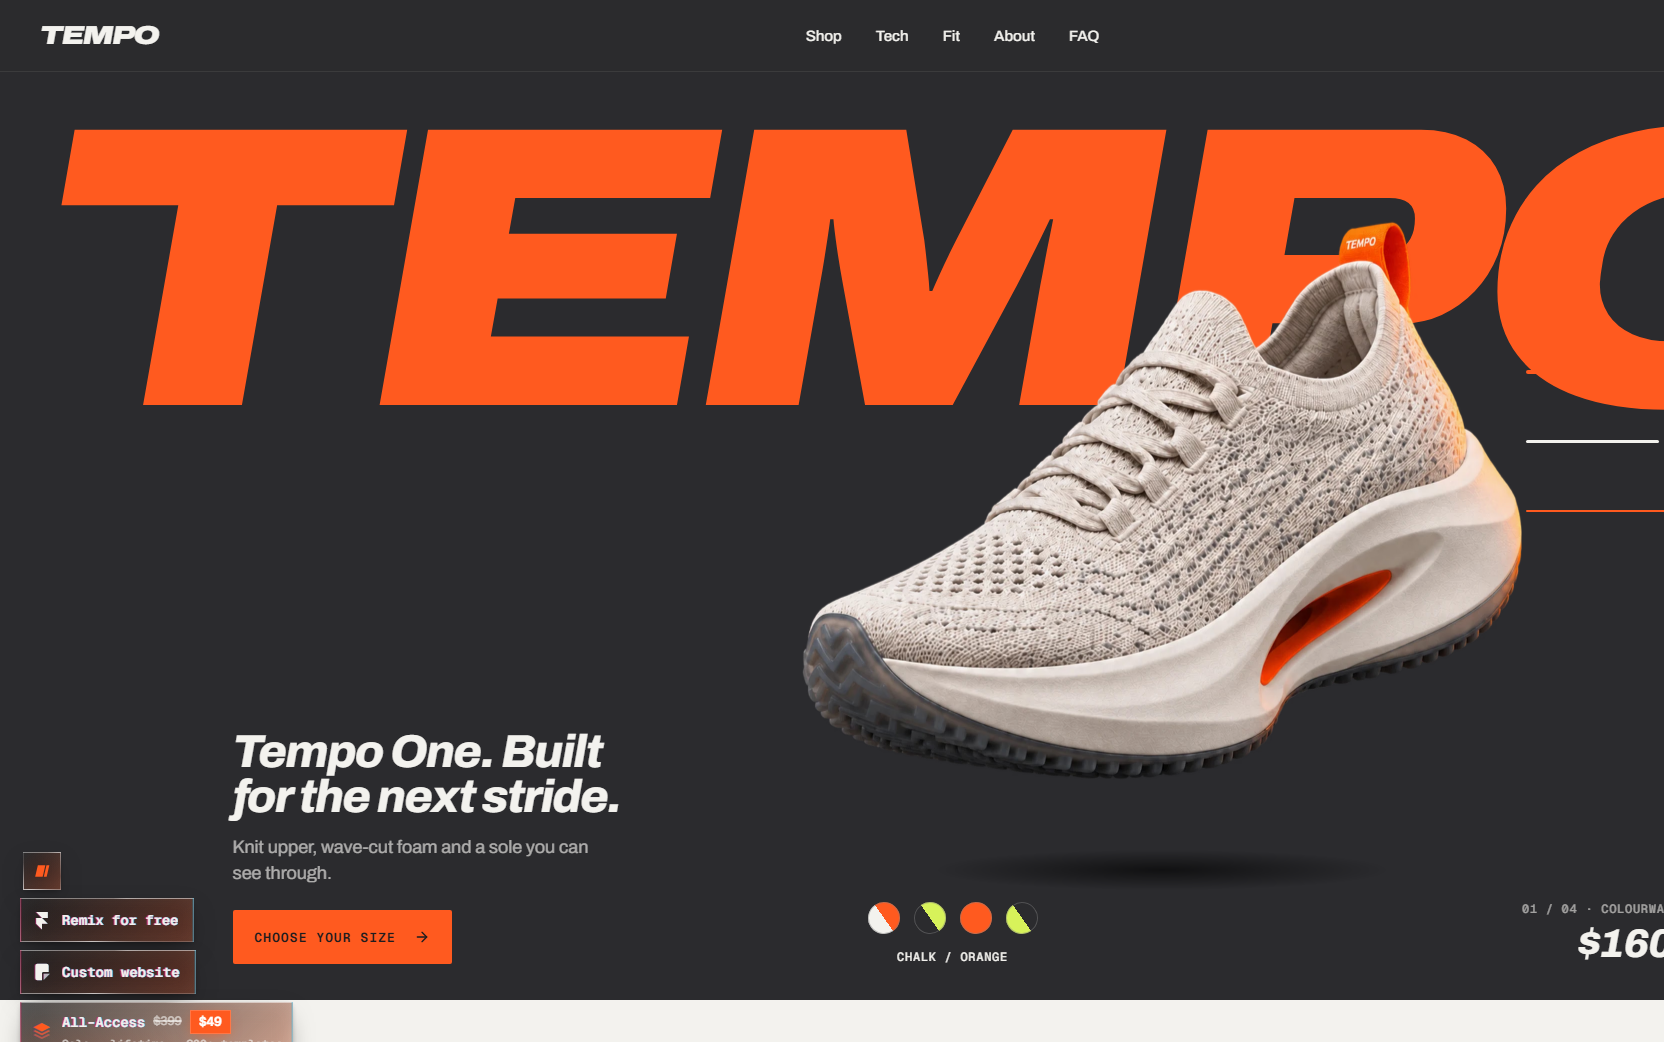 TEMPO
Shop Tech Fit About FAQ
TEMPO
TEMPO
Tempo One. Built
for the next stride.
Knit upper, wave-cut foam and a sole you can
see through.
CHOOSE YOUR SIZE →
CHALK / ORANGE
01 / 04 · COLOURWA
$160
Remix for free
Custom website
All-Access $399 $49